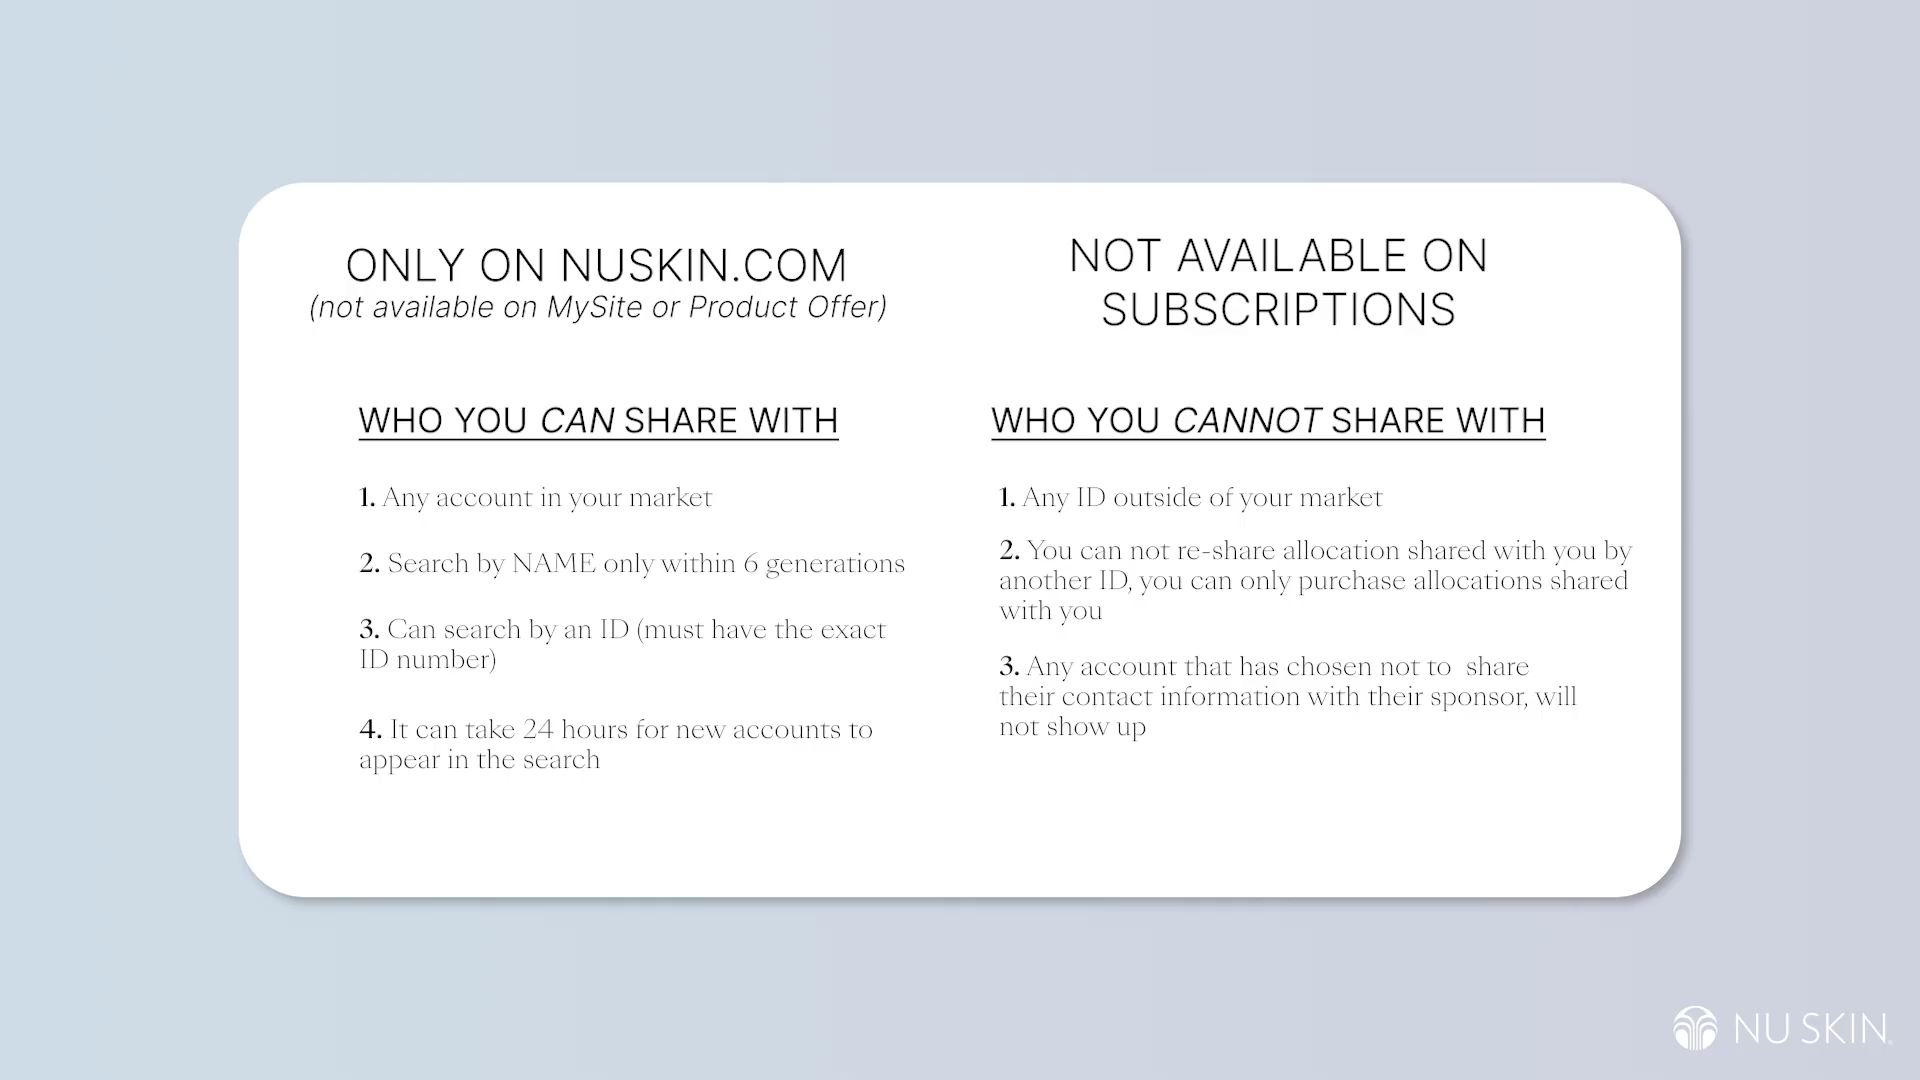 ONLY ON NUSKIN.COM
(not available on MySite or Product Offer)
WHO YOU CAN SHARE WITH
1. Any account in your market
2. Search by NAME only within 6 generations
3. Can search by an ID (must have the exact
ID number)
4. It can take 24 hours for new accounts to
appear in the search
NOT AVAILABLE ON
SUBSCRIPTIONS
WHO YOU CANNOT SHARE WITH
1. Any ID outside of your market
2. You can not re-share allocation shared with you by
another ID, you can only purchase allocations shared
with you
3. Any account that has chosen not to  share
their contact information with their sponsor, will
not show up
NU SKIN